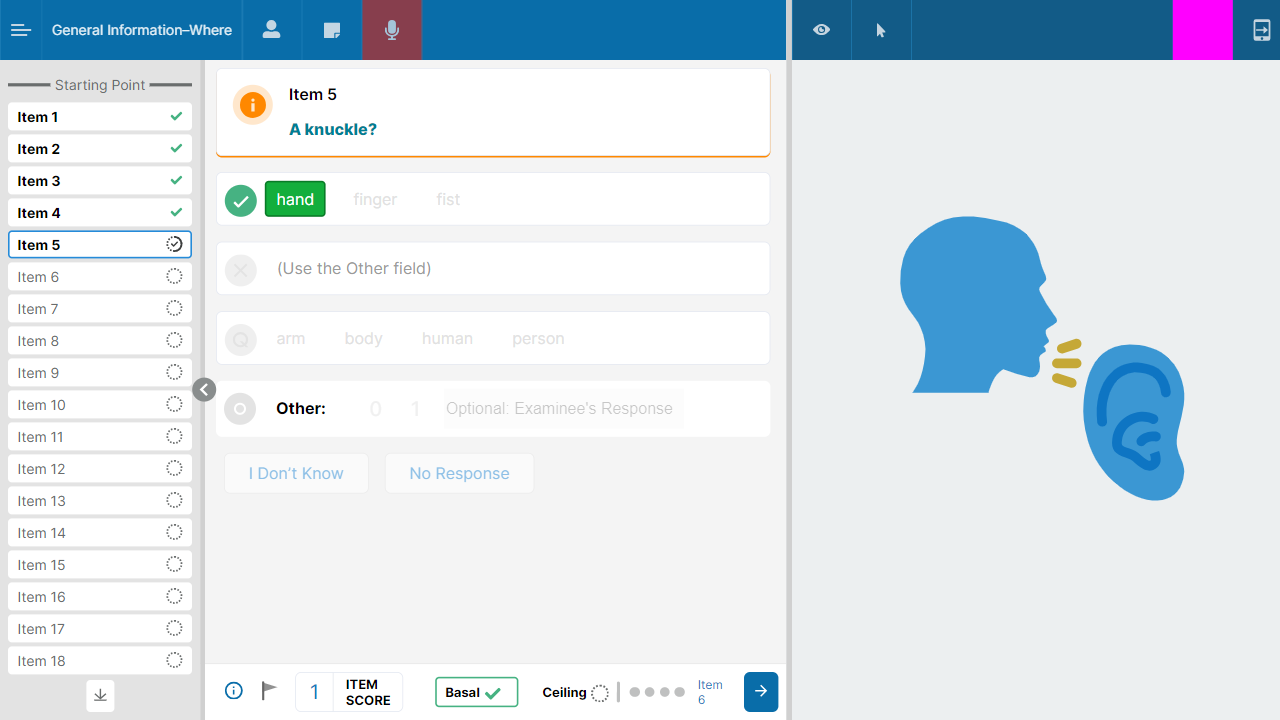 General Information–Where
Starting Point
Item 1
Item 2
Item 3
Item 4
Item 5
Item 6
Item 7
Item 8
Item 9
Item 10
Item 11
Item 12
Item 13
Item 14
Item 15
Item 16
Item 17
Item 18
Item 5
A knuckle?
hand finger fist
(Use the Other field)
Q arm body human person
Other: 0 1 Optional: Examinee's Response
I Don't Know No Response
1 ITEM SCORE Basal Ceiling Item 6